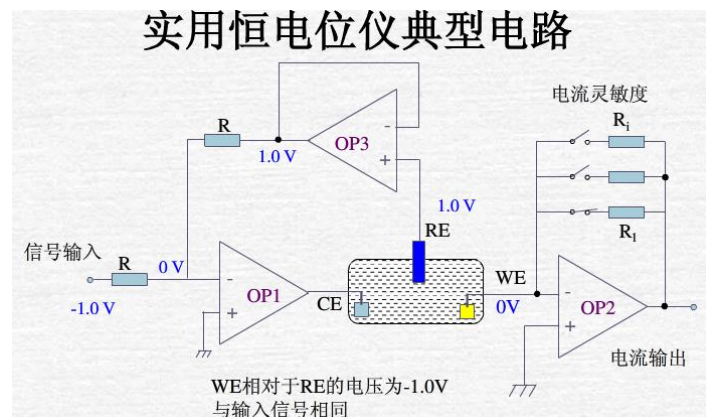 实用恒电位仪典型电路
电流灵敏度
Ri
R
-
OP3
1.0 V
+
1.0 V
RE
R1
信号输入
R
0 V
-
WE
-
OP1
CE
0V
OP2
-1.0 V
+
+
电流输出
WE相对于RE的电压为-1.0V
与输入信号相同